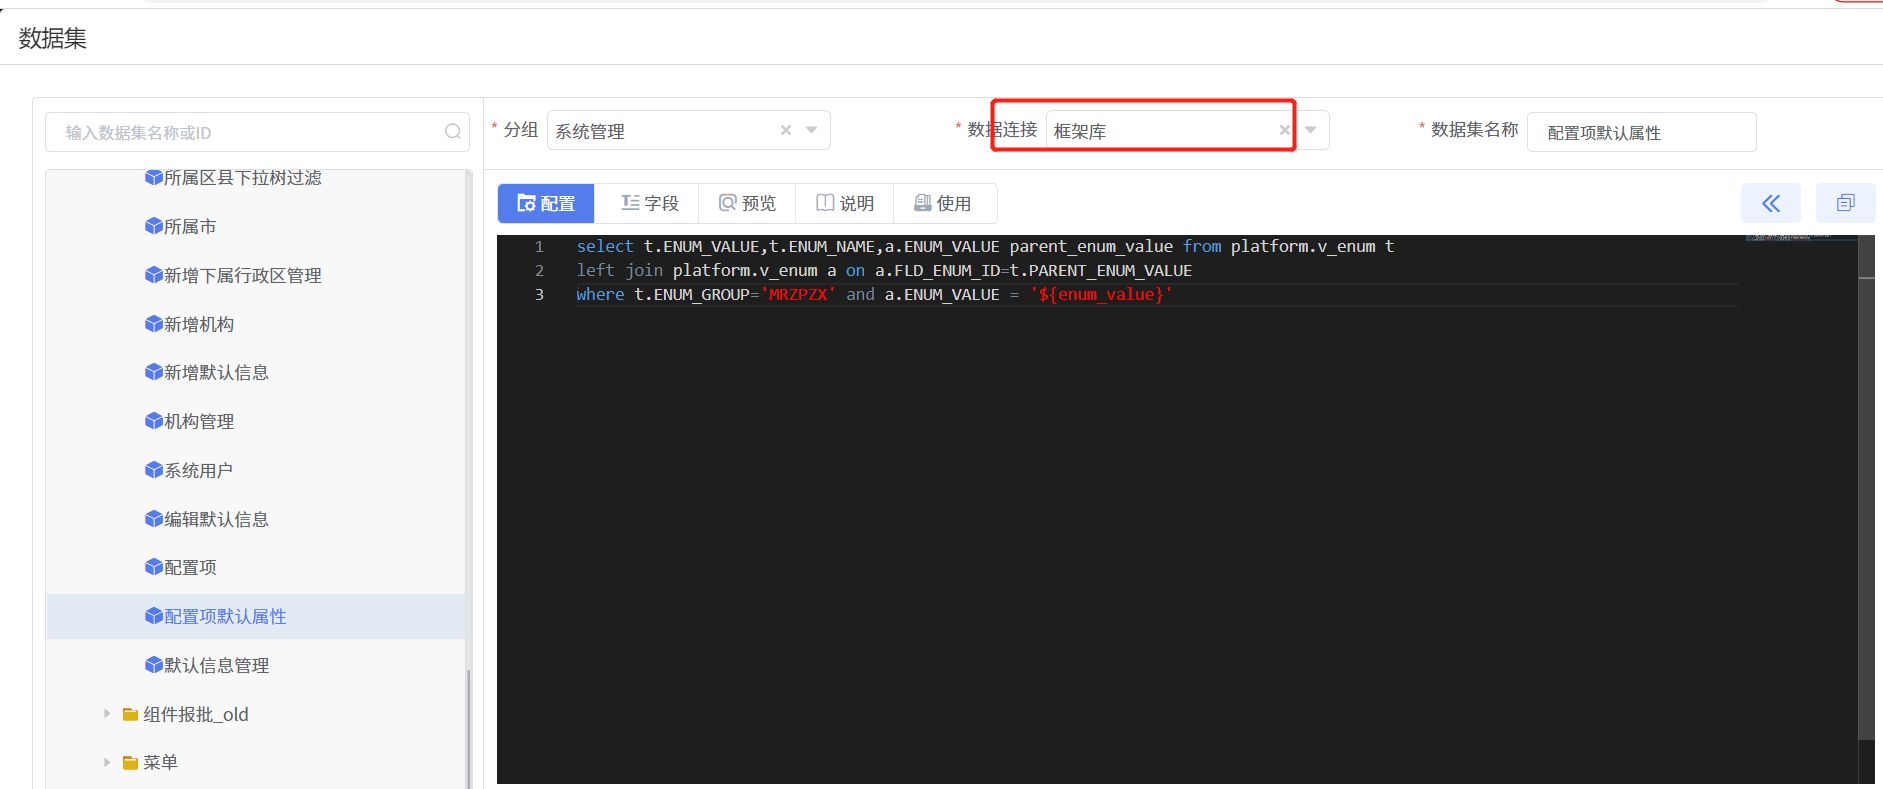 数据集
输入数据集名称或ID
* 分组 系统管理
* 数据连接 框架库
* 数据集名称 配置项默认属性
所属区县下拉树过滤
所属市
新增下属行政区管理
新增机构
新增默认信息
机构管理
系统用户
编辑默认信息
配置项
配置项默认属性
默认信息管理
组件报批_old
菜单
配置 字段 预览 说明 使用
1 select t.ENUM_VALUE,t.ENUM_NAME,a.ENUM_VALUE parent_enum_value from platform.v_enum t
2 left join platform.v_enum a on a.FLD_ENUM_ID=t.PARENT_ENUM_VALUE
3 where t.ENUM_GROUP='MRZPZX' and a.ENUM_VALUE = '${enum_value}'